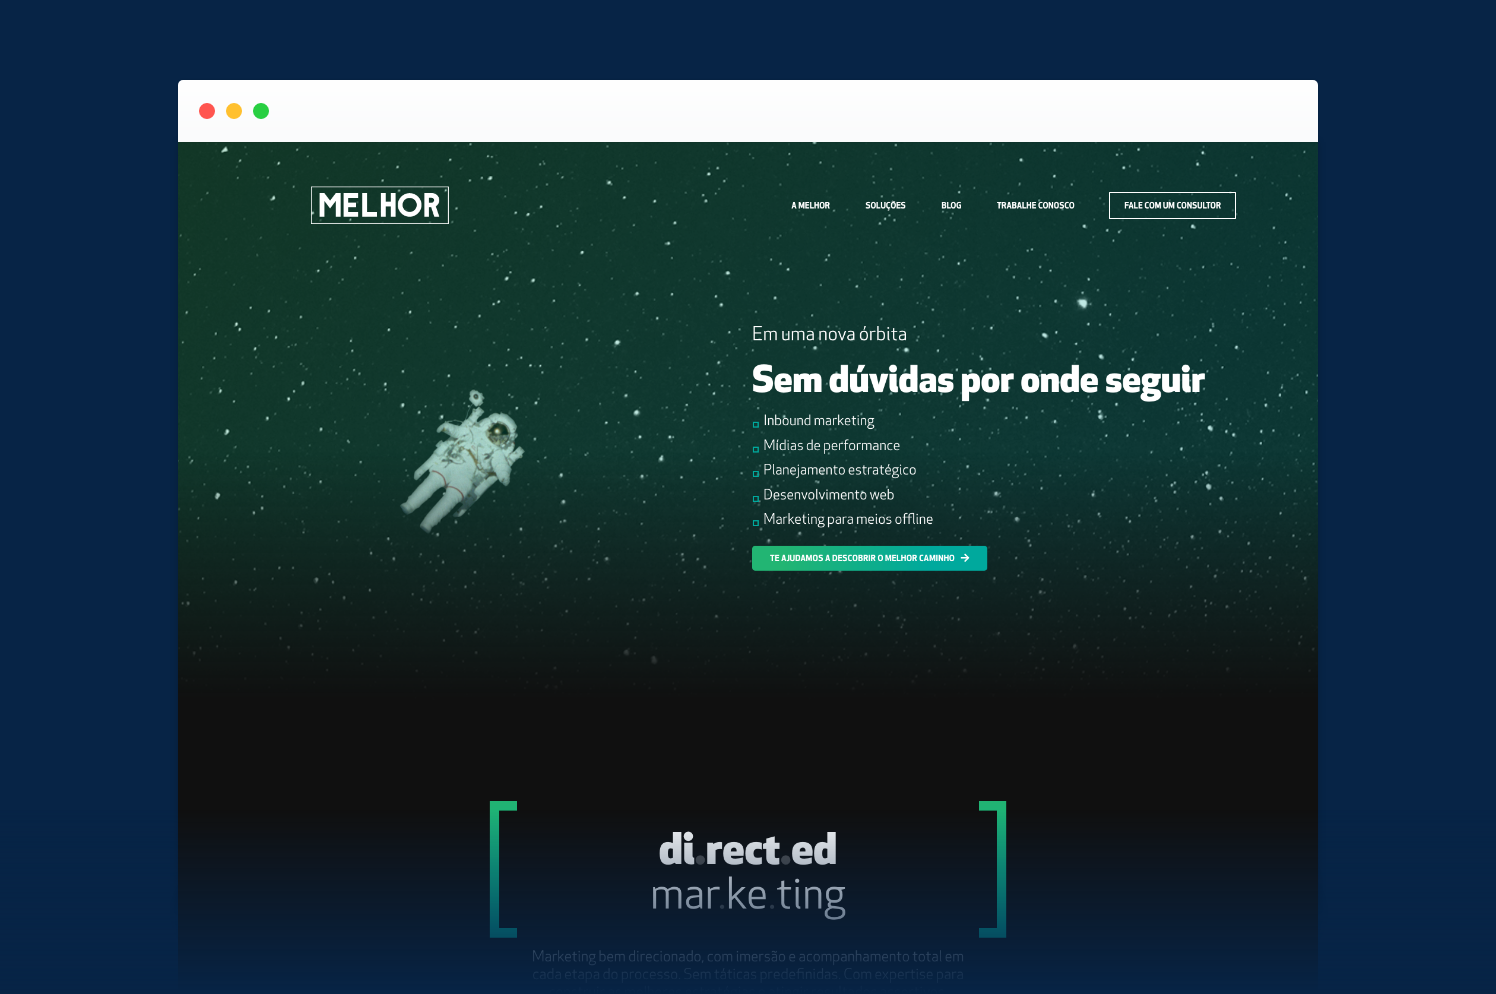 MELHOR
A MELHOR
SOLUÇÕES
BLOG
TRABALHE CONOSCO
FALE COM UM CONSULTOR
Em uma nova órbita
Sem dúvidas por onde seguir
Inbound marketing
Mídias de performance
Planejamento estratégico
Desenvolvimento web
Marketing para meios offline
TE AJUDAMOS A DESCOBRIR O MELHOR CAMINHO
di.rect.ed
mar.ke.ting
Marketing bem direcionado, com imersão e acompanhamento total em
cada etapa do processo. Sem táticas predefinidas. Com expertise para